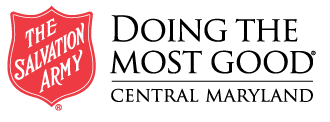 THE
SALVATION
ARMY
®
DOING THE
MOST GOOD®
CENTRAL MARYLAND